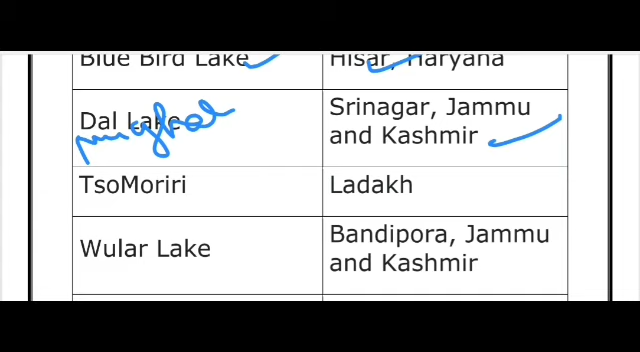 Blue Bird Lake Hisar, Haryana
Dal Lake Srinagar, Jammu
and Kashmir
mughal
TsoMoriri Ladakh
Wular Lake Bandipora, Jammu
and Kashmir